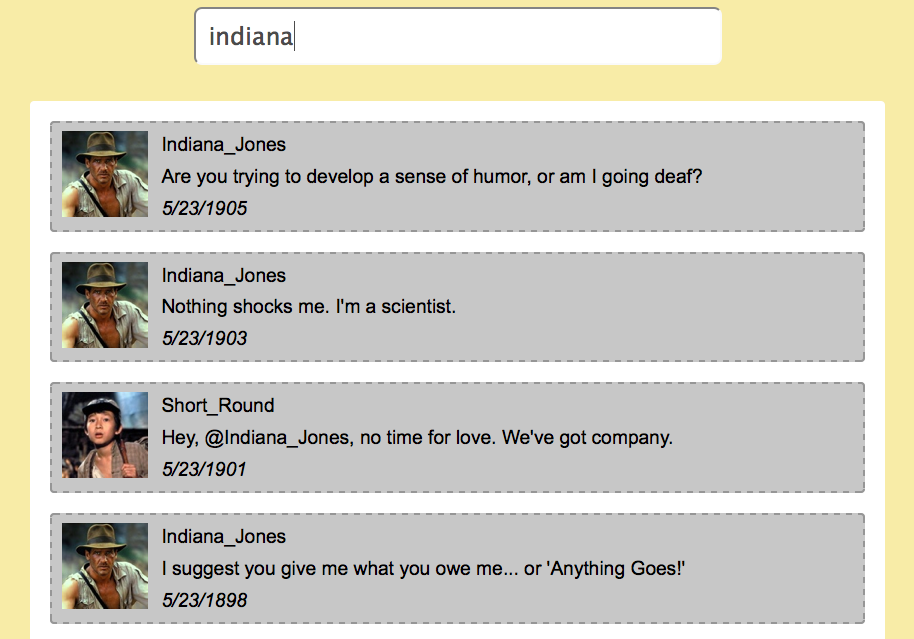 indiana
Indiana_Jones
Are you trying to develop a sense of humor, or am I going deaf?
5/23/1905
Indiana_Jones
Nothing shocks me. I'm a scientist.
5/23/1903
Short_Round
Hey, @Indiana_Jones, no time for love. We've got company.
5/23/1901
Indiana_Jones
I suggest you give me what you owe me... or 'Anything Goes!'
5/23/1898